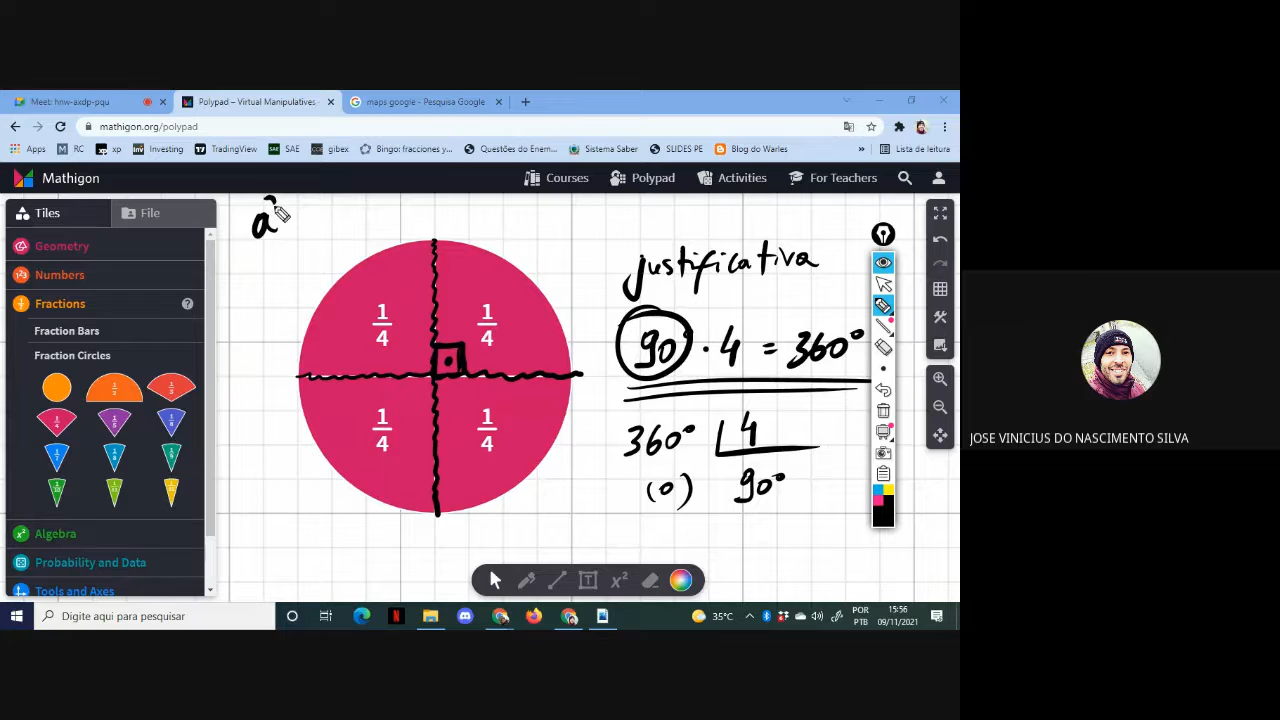 Meet: hnw-axdp-pqu
Polypad – Virtual Manipulatives -
maps google - Pesquisa Google
mathigon.org/polypad
Apps RC xp Investing TradingView SAE gibex Bingo: fracciones y... Questões do Enem... Sistema Saber SLIDES PE Blog do Warles » Lista de leitura
Mathigon
Courses Polypad Activities For Teachers
Tiles File
Geometry
Numbers
Fractions
Fraction Bars
Fraction Circles
Algebra
Probability and Data
Tools and Axes
a
1/4 1/4
1/4 1/4
justificativa
90 · 4 = 360°
360° 4
(0) 90°
JOSE VINICIUS DO NASCIMENTO SILVA
Digite aqui para pesquisar
35°C
POR
PTB
15:56
09/11/2021